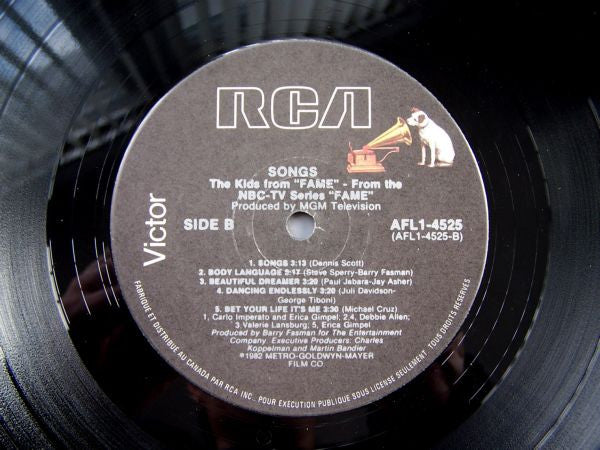 RCA
SONGS
The Kids from "FAME" - From the
NBC-TV Series "FAME"
Produced by MGM Television
Victor
SIDE B
AFL1-4525
(AFL1-4525-B)
1. SONGS 3:13 (Dennis Scott)
2. BODY LANGUAGE 3:17 (Steve Sperry-Barry Fasman)
3. BEAUTIFUL DREAMER 3:20 (Paul Jabara-Jay Asher)
4. DANCING ENDLESSLY 3:20 (Juli Davidson-
George Tiboni)
5. BET YOUR LIFE IT'S ME 3:30 (Michael Cruz)
1, Carlo Imperato and Erica Gimpel; 2,4, Debbie Allen;
3,Valerie Lansburg; 5, Erica Gimpel
Produced by Barry Fasman for The Entertainment
Company. Executive Producers: Charles
Koppelman and Martin Bandier
©1982 METRO-GOLDWYN-MAYER
FILM CO.
FABRIQUÉ ET DISTRIBUÉ AU CANADA PAR RCA INC., POUR EXÉCUTION PUBLIQUE SOUS LICENSE SEULEMENT. TOUS DROITS RESERVÉS